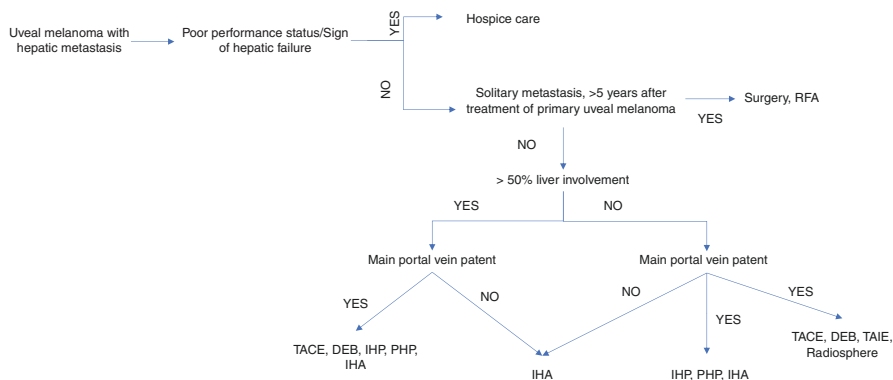 Uveal melanoma with
hepatic metastasis
Poor performance status/Sign
of hepatic failure
YES
Hospice care
NO
Solitary metastasis, >5 years after
treatment of primary uveal melanoma
YES
Surgery, RFA
NO
> 50% liver involvement
YES
NO
Main portal vein patent
Main portal vein patent
YES
NO
NO
YES
YES
TACE, DEB, IHP, PHP,
IHA
IHA
IHP, PHP, IHA
TACE, DEB, TAIE,
Radiosphere